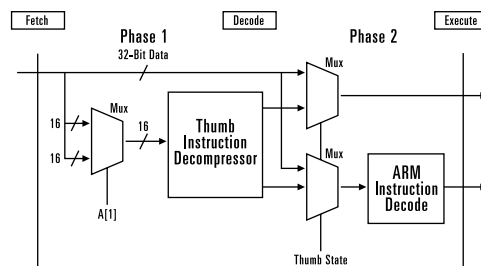 Fetch
Decode
Execute
Phase 1
Phase 2
32-Bit Data
Mux
Mux
16
16
16
Thumb
Instruction
Decompressor
Mux
ARM
Instruction
Decode
A[1]
Thumb State